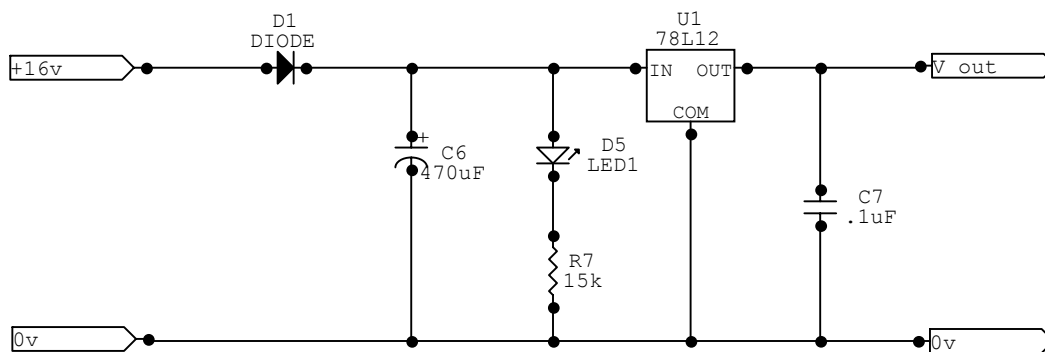 D1
DIODE
U1
78L12
+16v
IN OUT
V out
COM
+
C6
470uF
D5
LED1
C7
.1uF
R7
15k
0v
0v